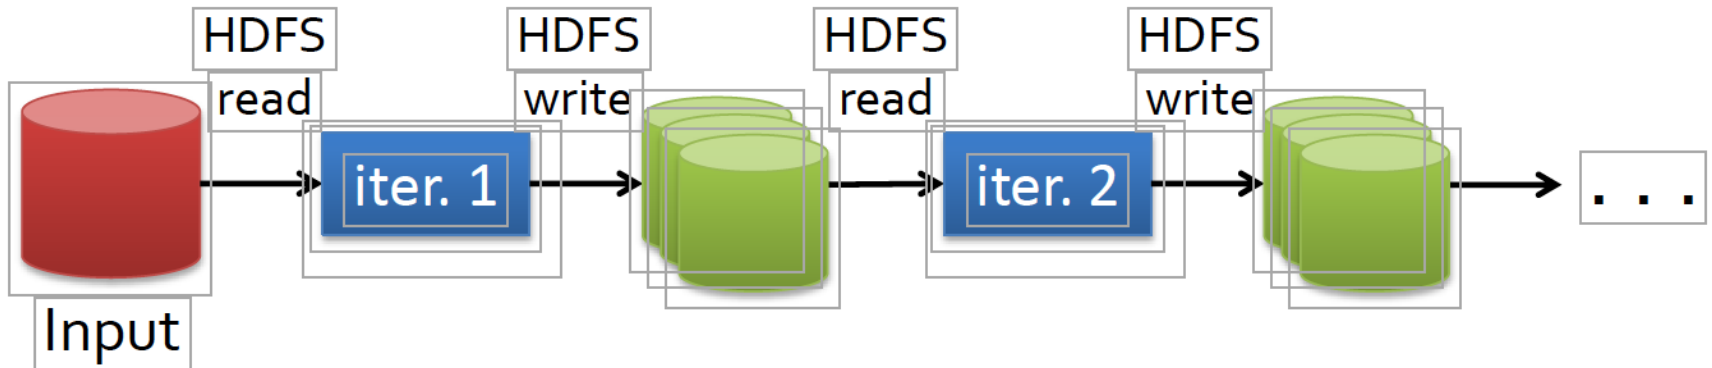 HDFS
read
HDFS
write
HDFS
read
HDFS
write
iter. 1
iter. 2
. . .
Input